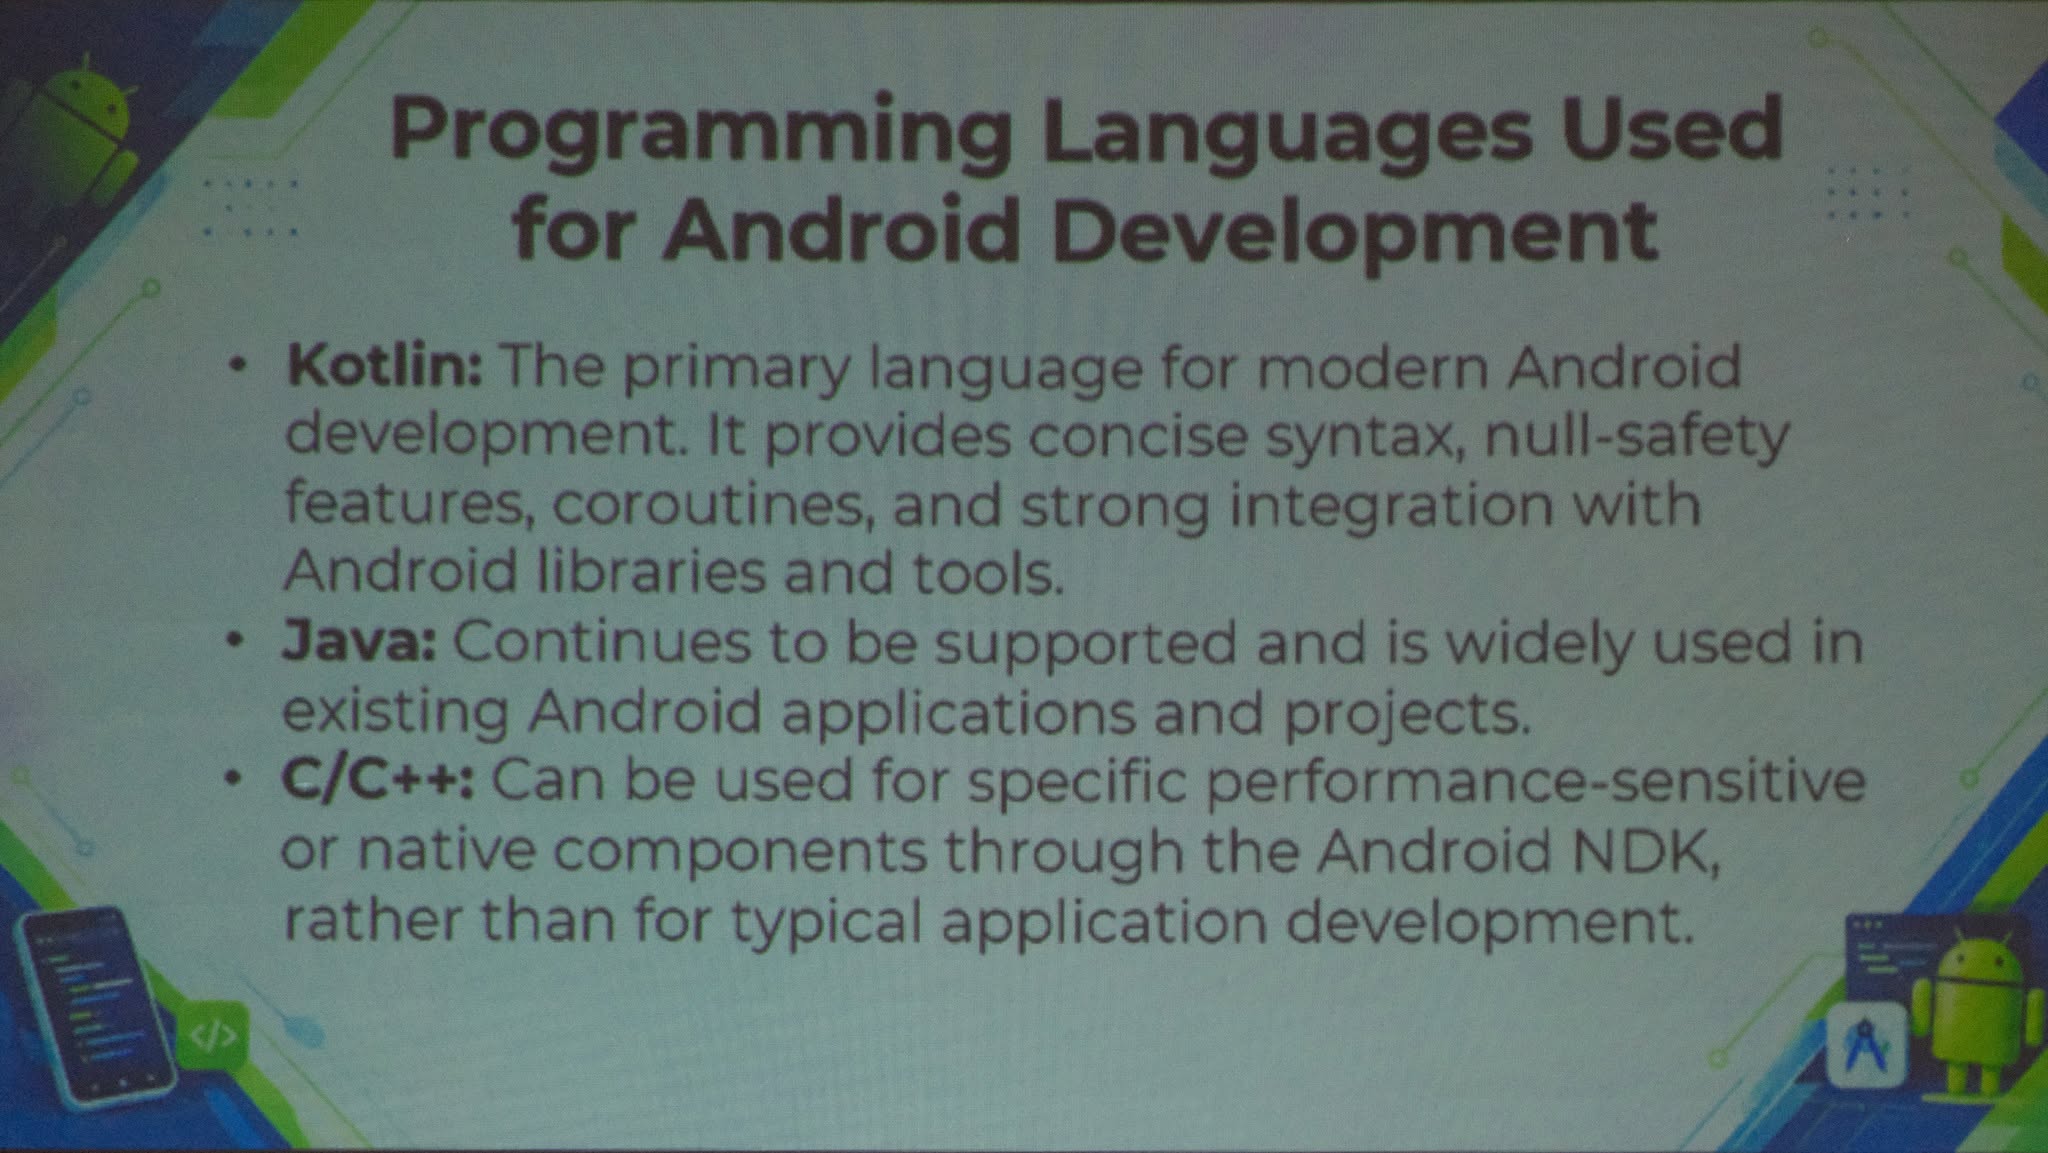 Programming Languages Used
for Android Development
• Kotlin: The primary language for modern Android
development. It provides concise syntax, null-safety
features, coroutines, and strong integration with
Android libraries and tools.
• Java: Continues to be supported and is widely used in
existing Android applications and projects.
• C/C++: Can be used for specific performance-sensitive
or native components through the Android NDK,
rather than for typical application development.
</>